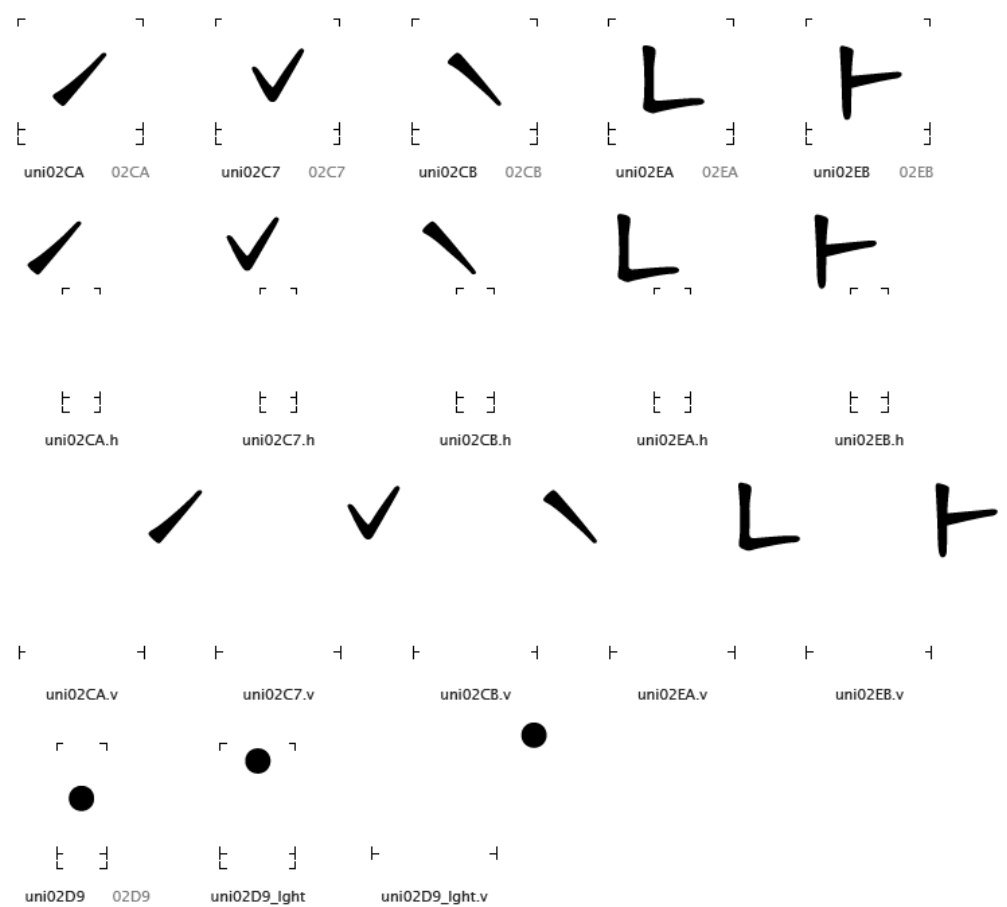 uni02CA 02CA uni02C7 02C7 uni02CB 02CB uni02EA 02EA uni02EB 02EB
uni02CA.h uni02C7.h uni02CB.h uni02EA.h uni02EB.h
uni02CA.v uni02C7.v uni02CB.v uni02EA.v uni02EB.v
uni02D9 02D9 uni02D9_lght uni02D9_lght.v